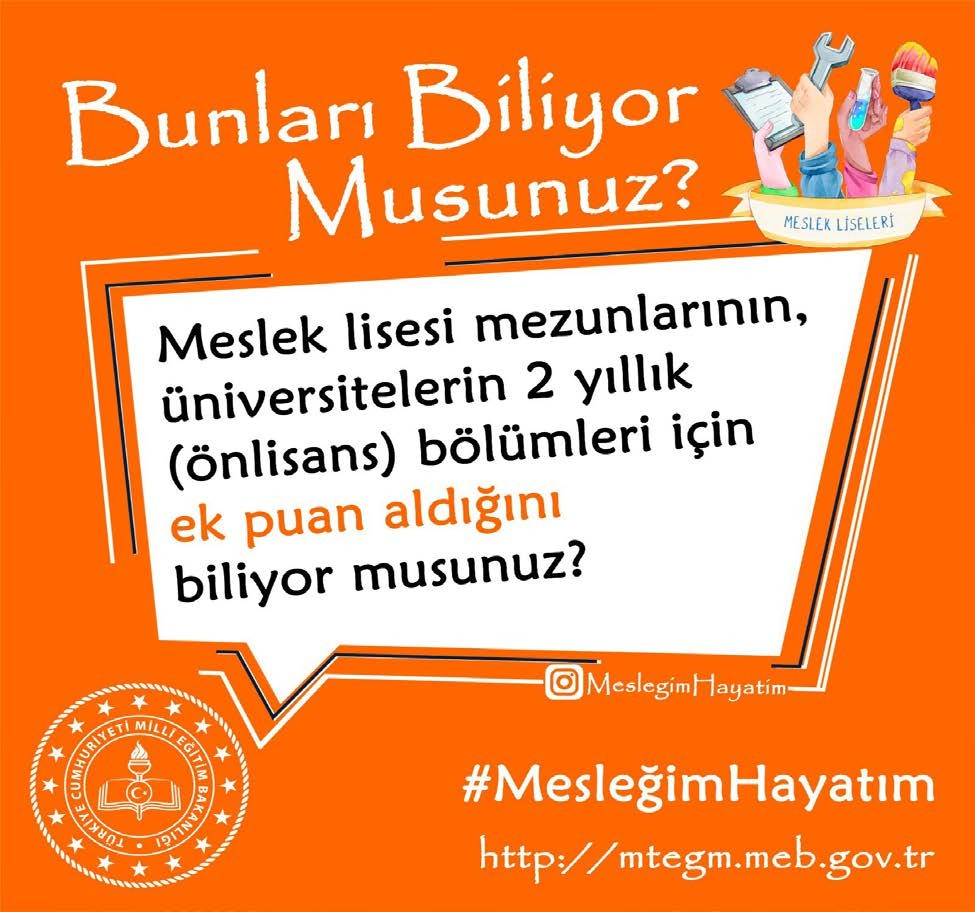 Bunları Biliyor
Musunuz?
MESLEK LİSELERİ
Meslek lisesi mezunlarının,
üniversitelerin 2 yıllık
(önlisans) bölümleri için
ek puan aldığını
biliyor musunuz?
MeslegimHayatim
TÜRKİYE CUMHURİYETİ MİLLİ EĞİTİM BAKANLIĞI
#MesleğimHayatım
http://mtegm.meb.gov.tr